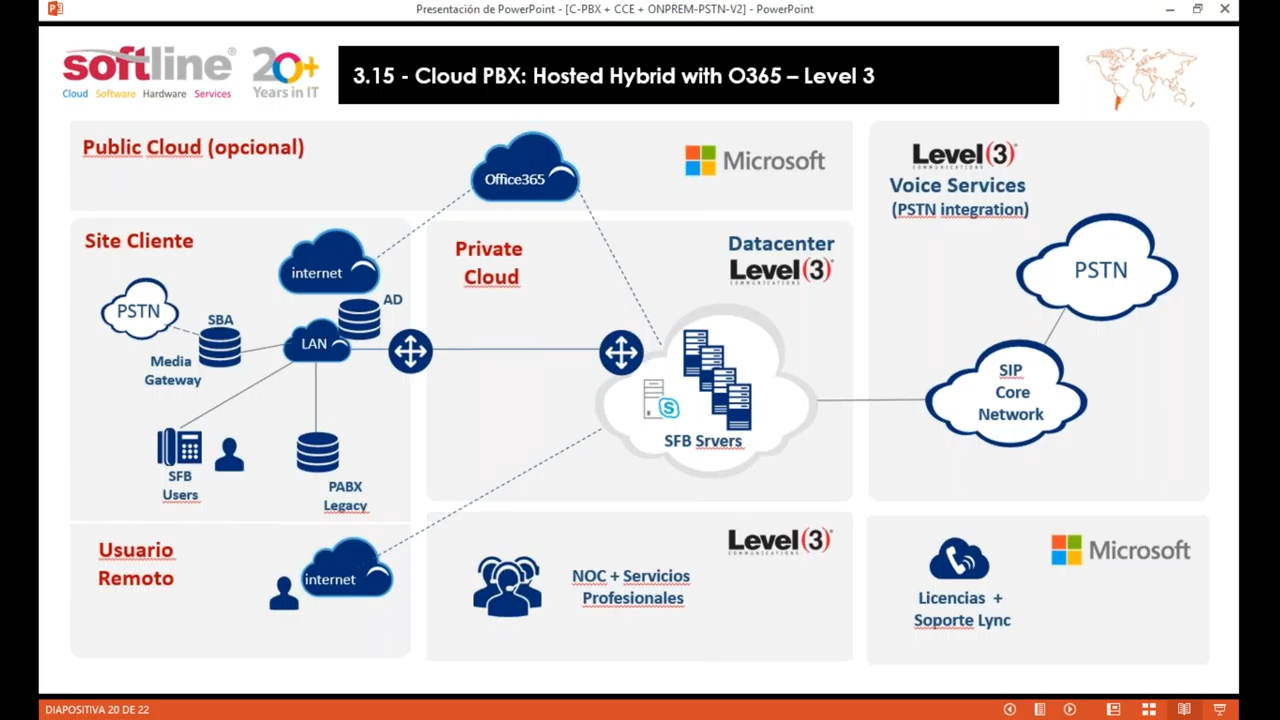 Presentación de PowerPoint - [C-PBX + CCE + ONPREM-PSTN-V2] - PowerPoint
softline®
Cloud Software Hardware Services
20+
Years in IT
3.15 - Cloud PBX: Hosted Hybrid with O365 – Level 3
Public Cloud (opcional)
Office365
Microsoft
Level(3)
COMMUNICATIONS
Voice Services
(PSTN integration)
PSTN
SIP
Core
Network
Site Cliente
internet
PSTN
SBA
AD
LAN
Media
Gateway
SFB
Users
PABX
Legacy
Private
Cloud
Datacenter
Level(3)
COMMUNICATIONS
SFB Srvers
Usuario
Remoto
internet
Level(3)
COMMUNICATIONS
NOC + Servicios
Profesionales
Microsoft
Licencias +
Soporte Lync
DIAPOSITIVA 20 DE 22